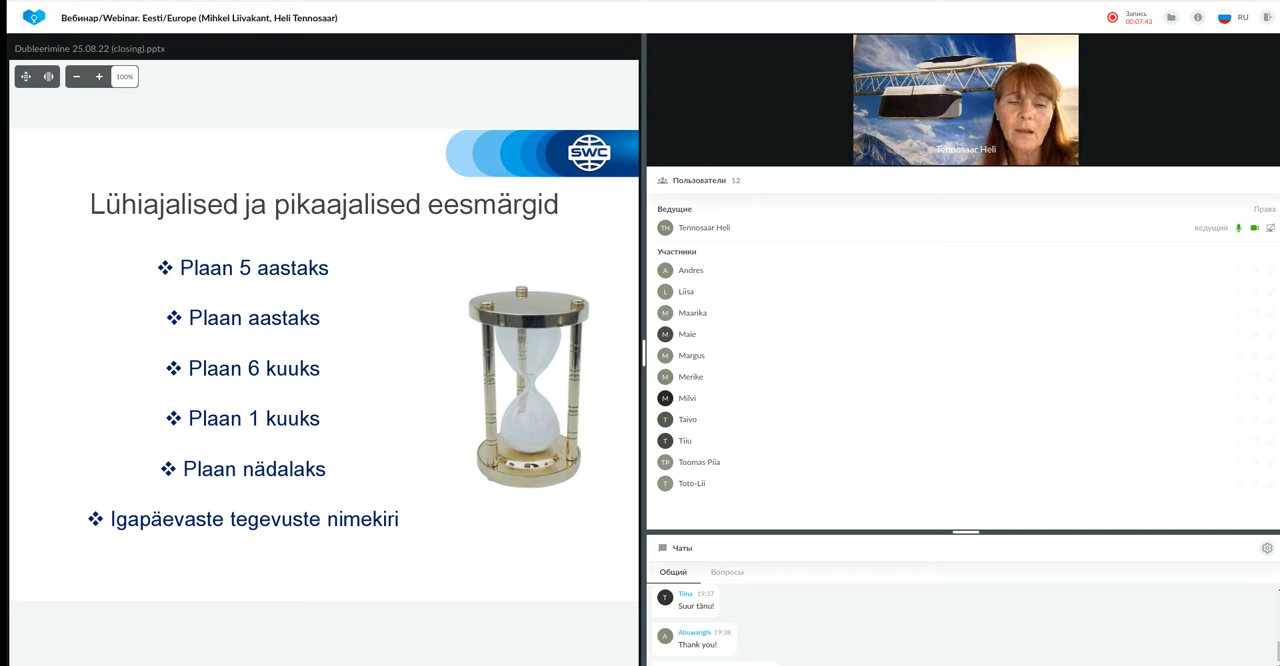 Вебинар/Webinar. Eesti/Europe (Mihkel Liivakant, Heli Tennosaar)
Запись
00:07:43
RU
Dubleerimine 25.08.22 (closing).pptx
100%
SWC
Lühiajalised ja pikaajalised eesmärgid
❖ Plaan 5 aastaks
❖ Plaan aastaks
❖ Plaan 6 kuuks
❖ Plaan 1 kuuks
❖ Plaan nädalaks
❖ Igapäevaste tegevuste nimekiri
Tennosaar Heli
Пользователи 12
Ведущие
Права
TH Tennosaar Heli
ведущий
Участники
A Andres
L Liisa
M Maarika
M Maie
M Margus
M Merike
M Milvi
T Taivo
T Tiiu
TP Toomas Piia
T Toto-Lii
Чаты
Общий Вопросы
T Tiina 19:37
Suur tänu!
A Abuwanghi 19:38
Thank you!